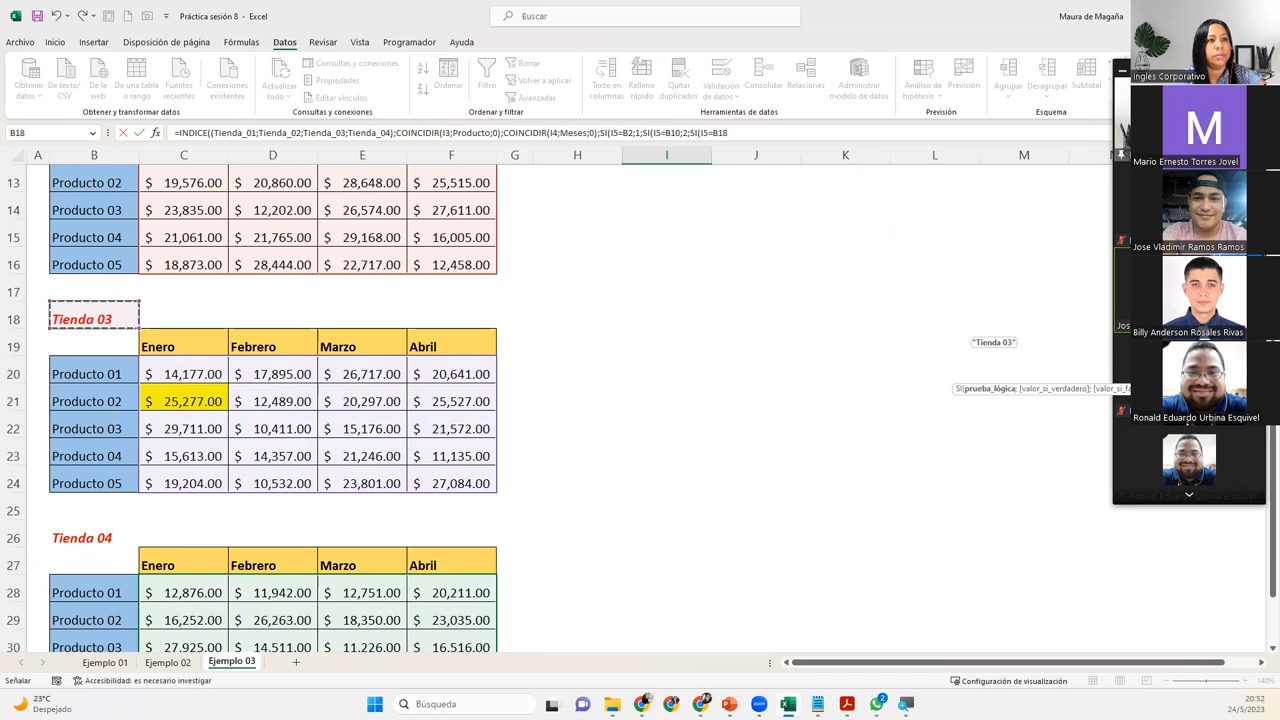 Práctica sesión 8 - Excel
Buscar
Maura de Magaña
Archivo Inicio Insertar Disposición de página Fórmulas Datos Revisar Vista Programador Ayuda
Obtener datos
De texto/CSV
De la web
De una tabla o rango
Fuentes recientes
Conexiones existentes
Obtener y transformar datos
Actualizar todo
Consultas y conexiones
Propiedades
Editar vínculos
Consultas y conexiones
Ordenar
Filtro
Borrar
Volver a aplicar
Avanzadas
Ordenar y filtrar
Texto en columnas
Relleno rápido
Quitar duplicados
Validación de datos
Consolidar
Relaciones
Administrar modelo de datos
Herramientas de datos
Análisis de hipótesis
Previsión
Previsión
Agrupar
Desagrupar
Subtotal
Esquema
B18
=INDICE((Tienda_01;Tienda_02;Tienda_03;Tienda_04);COINCIDIR(I3;Producto;0);COINCIDIR(I4;Meses;0);SI(I5=B2;1;SI(I5=B10;2;SI(I5=B18
A B C D E F G H I J K L M N
13 Producto 02 $ 19,576.00 $ 20,860.00 $ 28,648.00 $ 25,515.00
14 Producto 03 $ 23,835.00 $ 12,202.00 $ 26,574.00 $ 27,611.00
15 Producto 04 $ 21,061.00 $ 21,765.00 $ 29,168.00 $ 16,005.00
16 Producto 05 $ 18,873.00 $ 28,444.00 $ 22,717.00 $ 12,458.00
17
18 Tienda 03
19 Enero Febrero Marzo Abril
20 Producto 01 $ 14,177.00 $ 17,895.00 $ 26,717.00 $ 20,641.00
21 Producto 02 $ 25,277.00 $ 12,489.00 $ 20,297.00 $ 25,527.00
22 Producto 03 $ 29,711.00 $ 10,411.00 $ 15,176.00 $ 21,572.00
23 Producto 04 $ 15,613.00 $ 14,357.00 $ 21,246.00 $ 11,135.00
24 Producto 05 $ 19,204.00 $ 10,532.00 $ 23,801.00 $ 27,084.00
25
26 Tienda 04
27 Enero Febrero Marzo Abril
28 Producto 01 $ 12,876.00 $ 11,942.00 $ 12,751.00 $ 20,211.00
29 Producto 02 $ 16,252.00 $ 26,263.00 $ 18,350.00 $ 23,035.00
30 Producto 03 $ 27,925.00 $ 14,511.00 $ 11,226.00 $ 16,516.00
"Tienda 03"
SI(prueba_lógica; [valor_si_verdadero]; [valor_si_fa
Ingles Corporativo
M
Mario Ernesto Torres Jovel
Jose Vladimir Ramos Ramos
Jos
Billy Anderson Rosales Rivas
Ronald Eduardo Urbina Esquivel
Ronald Eduardo Urbina Esquivel
Ejemplo 01 Ejemplo 02 Ejemplo 03
Señalar
Accesibilidad: es necesario investigar
Configuración de visualización
140%
23°C
Despejado
Búsqueda
2
20:52
24/5/2023